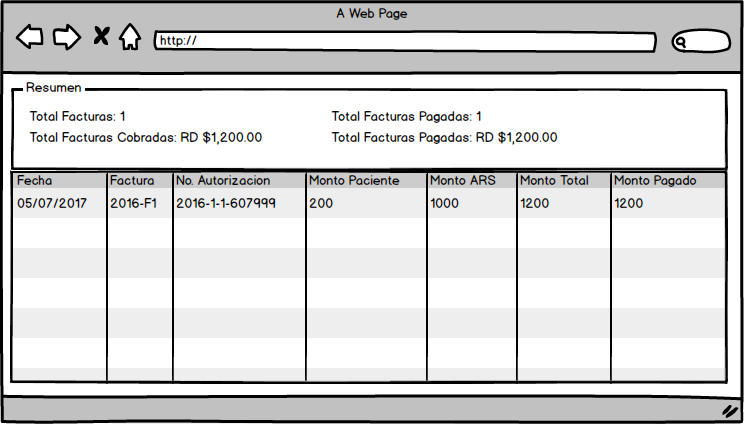 A Web Page
http://
Resumen
Total Facturas: 1 Total Facturas Pagadas: 1
Total Facturas Cobradas: RD $1,200.00 Total Facturas Pagadas: RD $1,200.00
Fecha Factura No. Autorizacion Monto Paciente Monto ARS Monto Total Monto Pagado
05/07/2017 2016-F1 2016-1-1-607999 200 1000 1200 1200